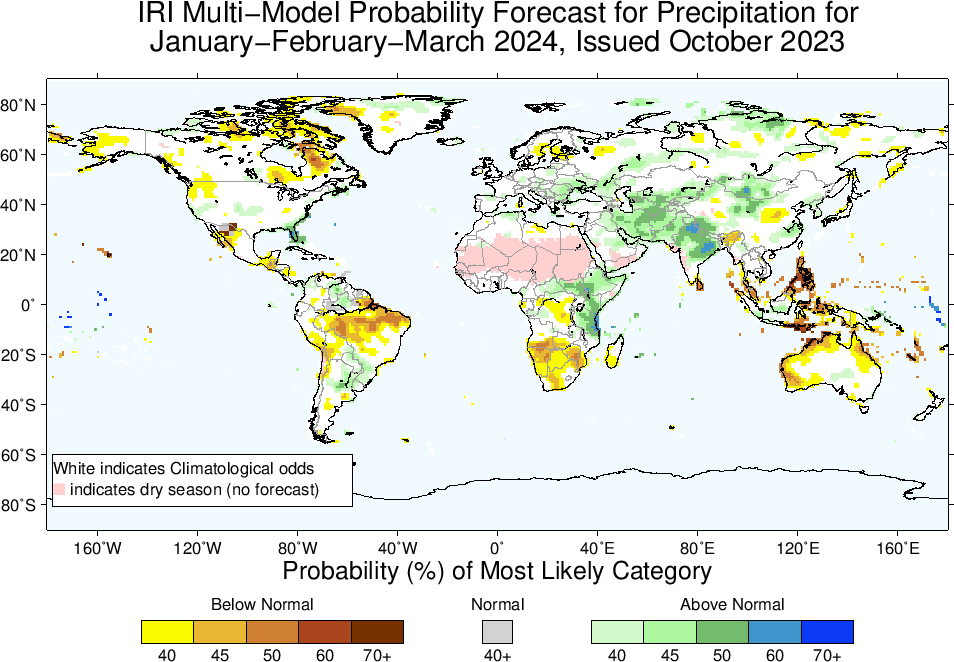 IRI Multi−Model Probability Forecast for Precipitation for
January−February−March 2024, Issued October 2023
80˚N
60˚N
40˚N
20˚N
0˚
20˚S
40˚S
60˚S
80˚S
White indicates Climatological odds
indicates dry season (no forecast)
160˚W 120˚W 80˚W 40˚W 0˚ 40˚E 80˚E 120˚E 160˚E
Probability (%) of Most Likely Category
Below Normal Normal Above Normal
40 45 50 60 70+ 40+ 40 45 50 60 70+